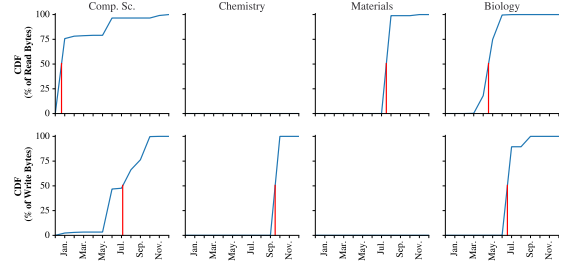 Comp. Sc. Chemistry Materials Biology
CDF
(% of Read Bytes)
100
75
50
25
0
CDF
(% of Write Bytes)
100
75
50
25
0
Jan. Mar. May. Jul. Sep. Nov. Jan. Mar. May. Jul. Sep. Nov. Jan. Mar. May. Jul. Sep. Nov. Jan. Mar. May. Jul. Sep. Nov.